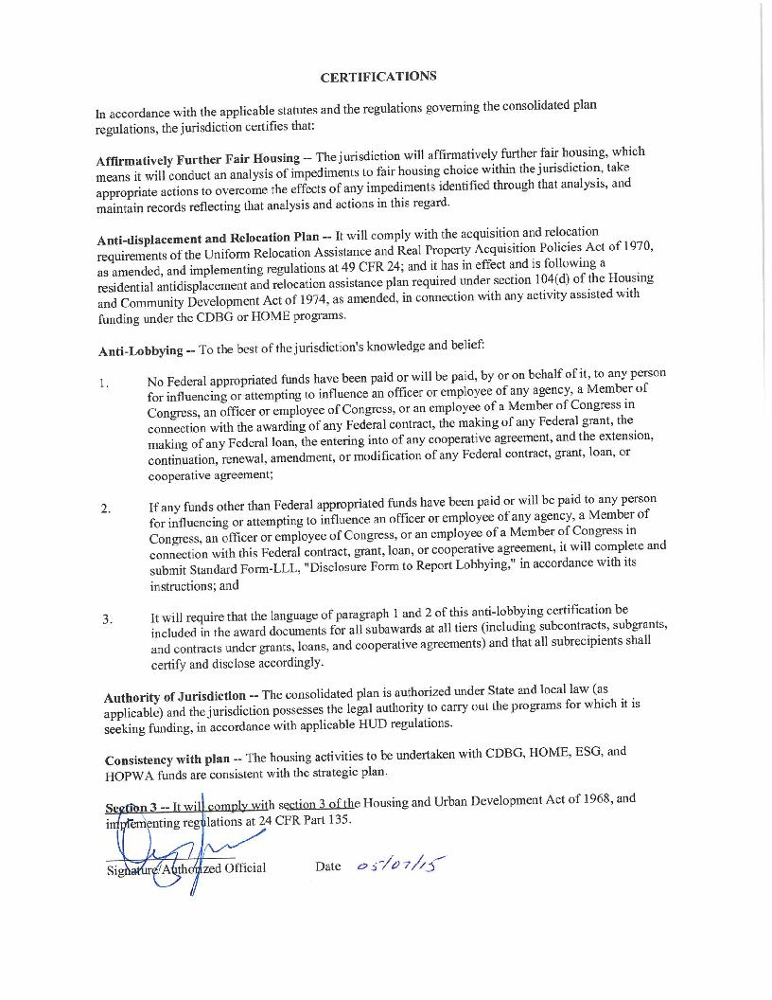 CERTIFICATIONS
In accordance with the applicable statutes and the regulations governing the consolidated plan
regulations, the jurisdiction certifies that:
Affirmatively Further Fair Housing -- The jurisdiction will affirmatively further fair housing, which
means it will conduct an analysis of impediments to fair housing choice within the jurisdiction, take
appropriate actions to overcome the effects of any impediments identified through that analysis, and
maintain records reflecting that analysis and actions in this regard.
Anti-displacement and Relocation Plan -- It will comply with the acquisition and relocation
requirements of the Uniform Relocation Assistance and Real Property Acquisition Policies Act of 1970,
as amended, and implementing regulations at 49 CFR 24; and it has in effect and is following a
residential antidisplacement and relocation assistance plan required under section 104(d) of the Housing
and Community Development Act of 1974, as amended, in connection with any activity assisted with
funding under the CDBG or HOME programs.
Anti-Lobbying -- To the best of the jurisdiction's knowledge and belief:
1. No Federal appropriated funds have been paid or will be paid, by or on behalf of it, to any person
for influencing or attempting to influence an officer or employee of any agency, a Member of
Congress, an officer or employee of Congress, or an employee of a Member of Congress in
connection with the awarding of any Federal contract, the making of any Federal grant, the
making of any Federal loan, the entering into of any cooperative agreement, and the extension,
continuation, renewal, amendment, or modification of any Federal contract, grant, loan, or
cooperative agreement;
2. If any funds other than Federal appropriated funds have been paid or will be paid to any person
for influencing or attempting to influence an officer or employee of any agency, a Member of
Congress, an officer or employee of Congress, or an employee of a Member of Congress in
connection with this Federal contract, grant, loan, or cooperative agreement, it will complete and
submit Standard Form-LLL, "Disclosure Form to Report Lobbying," in accordance with its
instructions; and
3. It will require that the language of paragraph 1 and 2 of this anti-lobbying certification be
included in the award documents for all subawards at all tiers (including subcontracts, subgrants,
and contracts under grants, loans, and cooperative agreements) and that all subrecipients shall
certify and disclose accordingly.
Authority of Jurisdiction -- The consolidated plan is authorized under State and local law (as
applicable) and the jurisdiction possesses the legal authority to carry out the programs for which it is
seeking funding, in accordance with applicable HUD regulations.
Consistency with plan -- The housing activities to be undertaken with CDBG, HOME, ESG, and
HOPWA funds are consistent with the strategic plan.
Section 3 -- It will comply with section 3 of the Housing and Urban Development Act of 1968, and
implementing regulations at 24 CFR Part 135.
Signature/Authorized Official Date 05/07/15